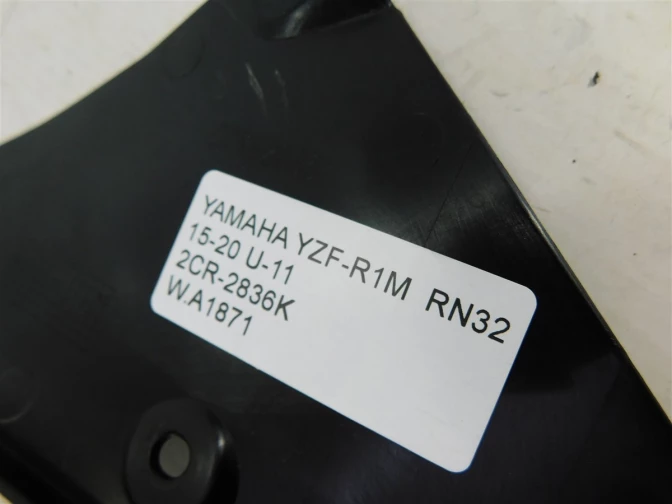 YAMAHA YZF-R1M RN32
15-20 U-11
2CR-2836K
W.A1871